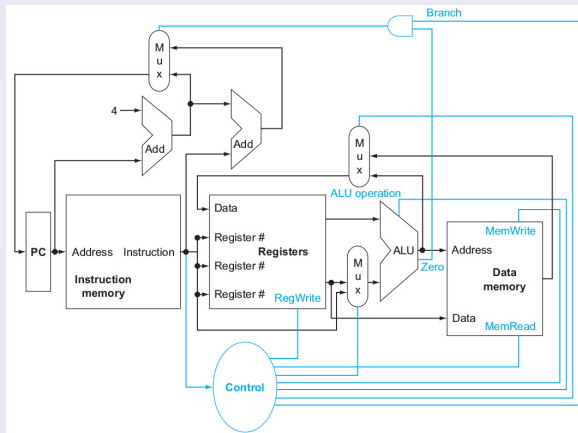 Branch
M
u
x
4
Add
Add
M
u
x
ALU operation
Data
MemWrite
PC
Address
Instruction
Register #
Registers
M
u
x
ALU
Address
Instruction
memory
Register #
Zero
Data
memory
Register #
RegWrite
Data
MemRead
Control